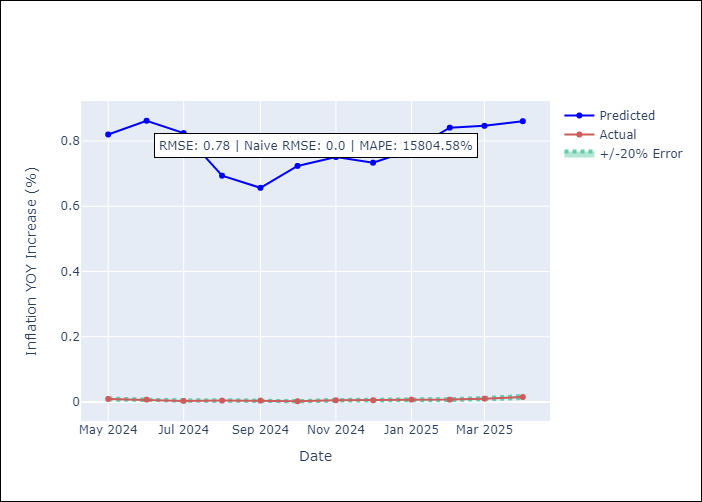 RMSE: 0.78 | Naive RMSE: 0.0 | MAPE: 15804.58%
Predicted
Actual
+/-20% Error
Inflation YOY Increase (%)
0.8
0.6
0.4
0.2
0
May 2024
Jul 2024
Sep 2024
Nov 2024
Jan 2025
Mar 2025
Date